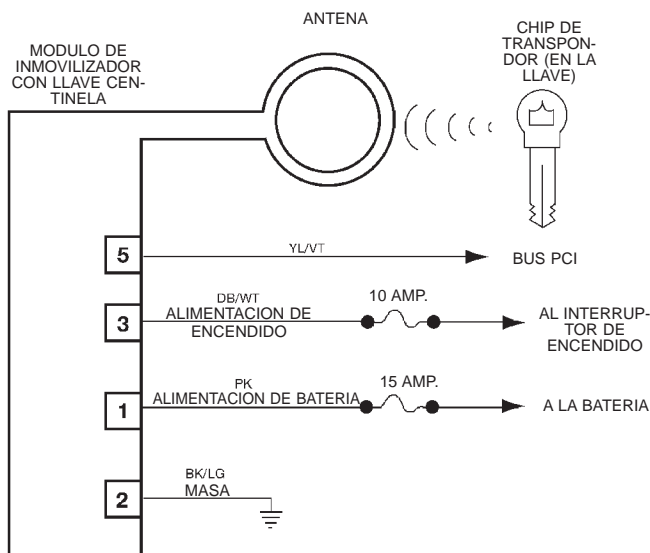 ANTENA
MODULO DE
INMOVILIZADOR
CON LLAVE CEN-
TINELA
CHIP DE
TRANSPON-
DOR (EN LA
LLAVE)
5
YL/VT
BUS PCI
3
DB/WT
ALIMENTACION DE
ENCENDIDO
10 AMP.
AL INTERRUP-
TOR DE
ENCENDIDO
1
PK
ALIMENTACION DE BATERIA
15 AMP.
A LA BATERIA
2
BK/LG
MASA